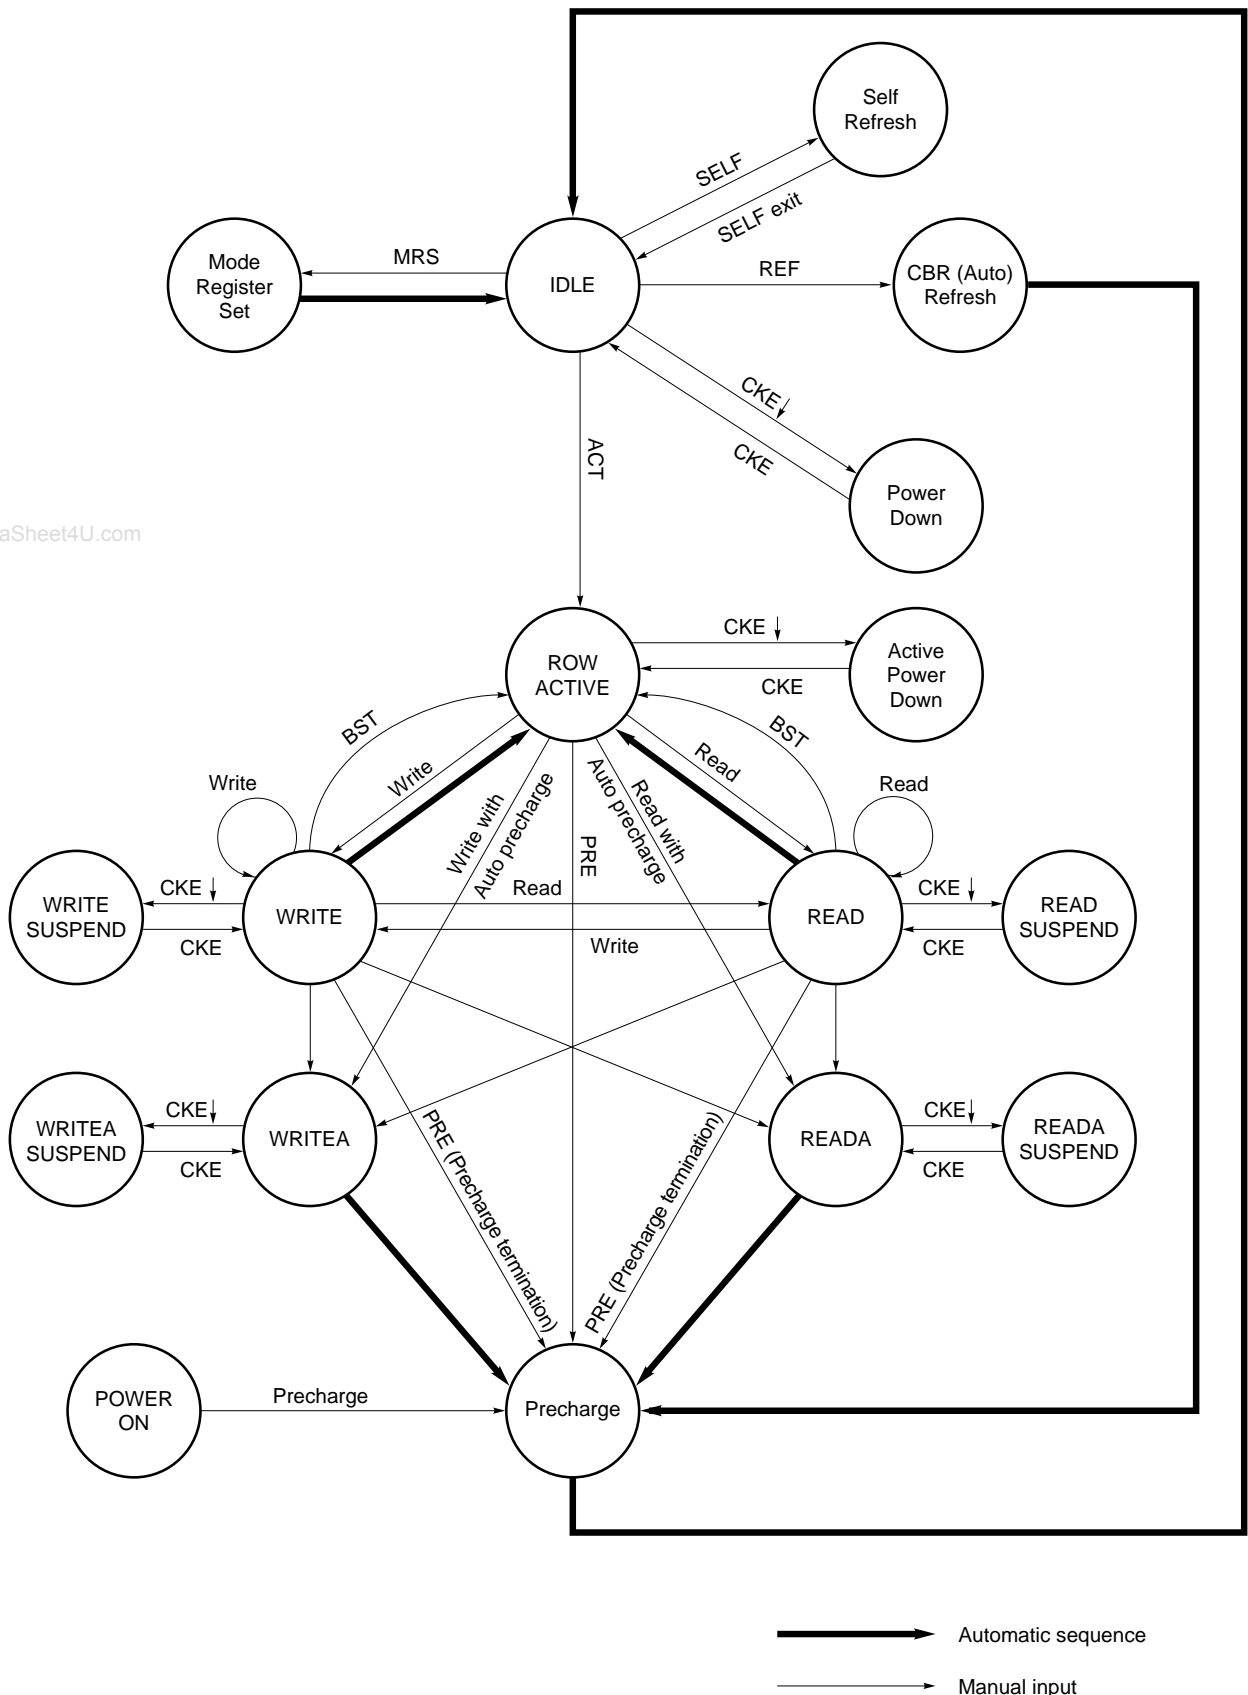 Self
Refresh
SELF
SELF exit
Mode
Register
Set
MRS
IDLE
REF
CBR (Auto)
Refresh
CKE
CKE
ACT
Power
Down
aSheet4U.com
ROW
ACTIVE
CKE
CKE
Active
Power
Down
BST
BST
Write
Write
Write with
Auto precharge
PRE
Read with
Auto precharge
Read
Read
WRITE
SUSPEND
CKE
CKE
WRITE
Read
Write
READ
CKE
CKE
READ
SUSPEND
WRITEA
SUSPEND
CKE
CKE
WRITEA
PRE (Precharge termination)
PRE (Precharge termination)
READA
CKE
CKE
READA
SUSPEND
POWER
ON
Precharge
Precharge
Automatic sequence
Manual input